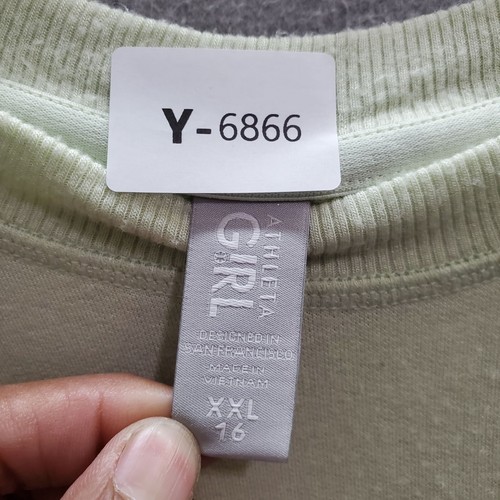 Y-6866
ATHLETA
GIRL
DESIGNED IN
SAN FRANCISCO
MADE IN
VIETNAM
XXL
16